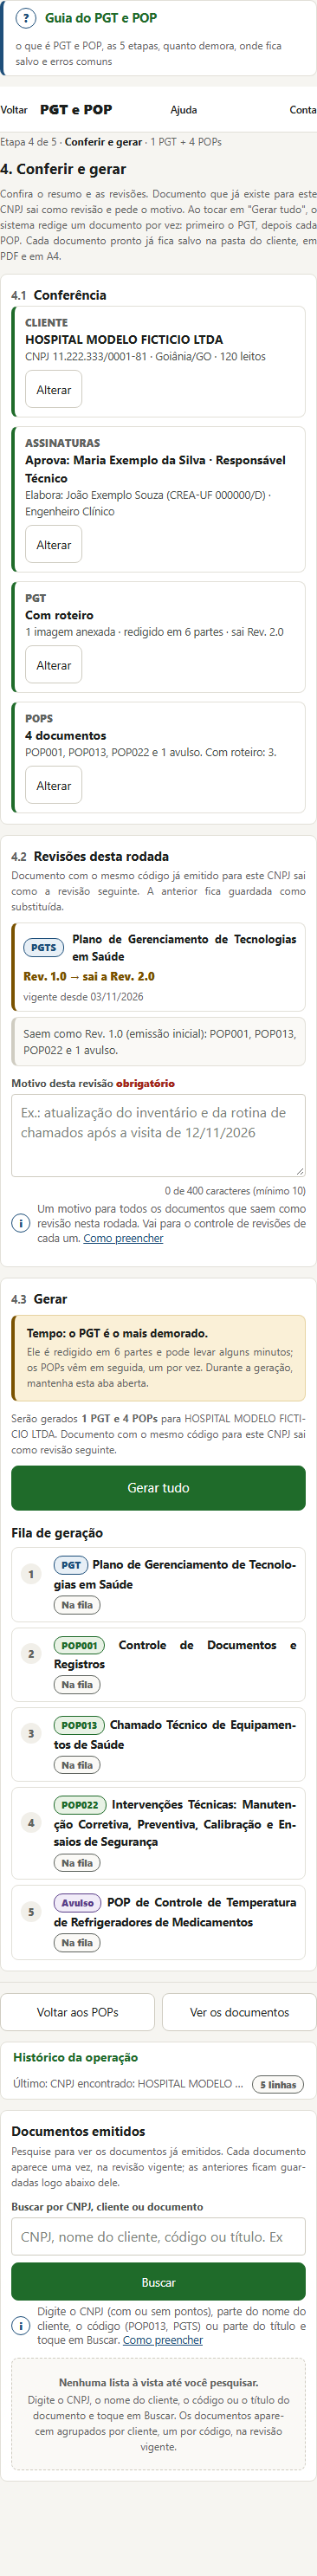 ?
Guia do PGT e POP
o que é PGT e POP, as 5 etapas, quanto demora, onde fica
salvo e erros comuns
Voltar PGT e POP Ajuda Conta
Etapa 4 de 5 · Conferir e gerar · 1 PGT + 4 POPs
4. Conferir e gerar
Confira o resumo e as revisões. Documento que já existe para este
CNPJ sai como revisão e pede o motivo. Ao tocar em "Gerar tudo", o
sistema redige um documento por vez: primeiro o PGT, depois cada
POP. Cada documento pronto já fica salvo na pasta do cliente, em
PDF e em A4.
4.1 Conferência
CLIENTE
HOSPITAL MODELO FICTICIO LTDA
CNPJ 11.222.333/0001-81 · Goiânia/GO · 120 leitos
Alterar
ASSINATURAS
Aprova: Maria Exemplo da Silva · Responsável
Técnico
Elabora: João Exemplo Souza (CREA-UF 000000/D) ·
Engenheiro Clínico
Alterar
PGT
Com roteiro
1 imagem anexada · redigido em 6 partes · sai Rev. 2.0
Alterar
POPS
4 documentos
POP001, POP013, POP022 e 1 avulso. Com roteiro: 3.
Alterar
4.2 Revisões desta rodada
Documento com o mesmo código já emitido para este CNPJ sai
como a revisão seguinte. A anterior fica guardada como
substituída.
PGTS Plano de Gerenciamento de Tecnologias
em Saúde
Rev. 1.0 → sai a Rev. 2.0
vigente desde 03/11/2026
Saem como Rev. 1.0 (emissão inicial): POP001, POP013,
POP022 e 1 avulso.
Motivo desta revisão obrigatório
Ex.: atualização do inventário e da rotina de
chamados após a visita de 12/11/2026
0 de 400 caracteres (mínimo 10)
i
Um motivo para todos os documentos que saem como
revisão nesta rodada. Vai para o controle de revisões de
cada um. Como preencher
4.3 Gerar
Tempo: o PGT é o mais demorado.
Ele é redigido em 6 partes e pode levar alguns minutos;
os POPs vêm em seguida, um por vez. Durante a geração,
mantenha esta aba aberta.
Serão gerados 1 PGT e 4 POPs para HOSPITAL MODELO FICTI-
CIO LTDA. Documento com o mesmo código para este CNPJ sai
como revisão seguinte.
Gerar tudo
Fila de geração
1 PGT Plano de Gerenciamento de Tecnolo-
gias em Saúde
Na fila
2 POP001 Controle de Documentos e
Registros
Na fila
3 POP013 Chamado Técnico de Equipamen-
tos de Saúde
Na fila
4 POP022 Intervenções Técnicas: Manuten-
ção Corretiva, Preventiva, Calibração e En-
saios de Segurança
Na fila
5 Avulso POP de Controle de Temperatura
de Refrigeradores de Medicamentos
Na fila
Voltar aos POPs Ver os documentos
Histórico da operação
Último: CNPJ encontrado: HOSPITAL MODELO ... 5 linhas
Documentos emitidos
Pesquise para ver os documentos já emitidos. Cada documento
aparece uma vez, na revisão vigente; as anteriores ficam guar-
dadas logo abaixo dele.
Buscar por CNPJ, cliente ou documento
CNPJ, nome do cliente, código ou título. Ex
Buscar
i
Digite o CNPJ (com ou sem pontos), parte do nome do
cliente, o código (POP013, PGTS) ou parte do título e
toque em Buscar. Como preencher
Nenhuma lista à vista até você pesquisar.
Digite o CNPJ, o nome do cliente, o código ou o título do
documento e toque em Buscar. Os documentos apare-
cem agrupados por cliente, um por código, na revisão
vigente.